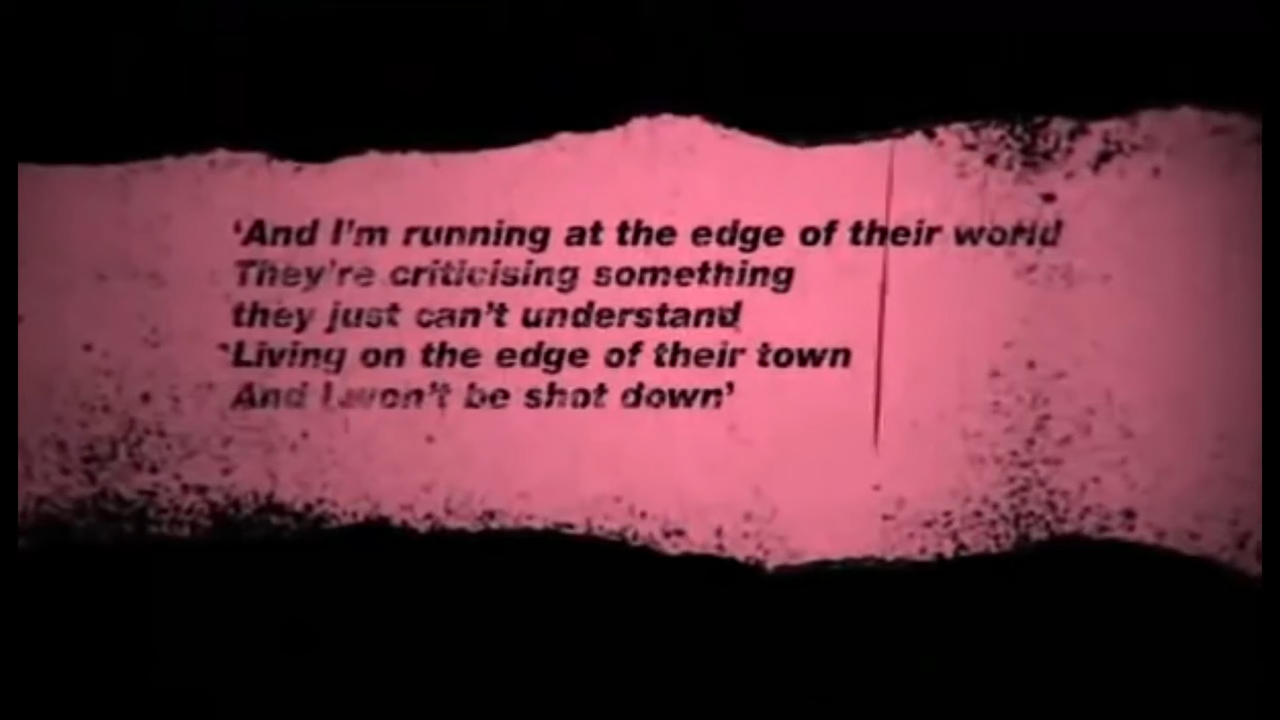 ‘And I'm running at the edge of their world
They're criticising something
they just can't understand
‘Living on the edge of their town
And I won't be shot down’